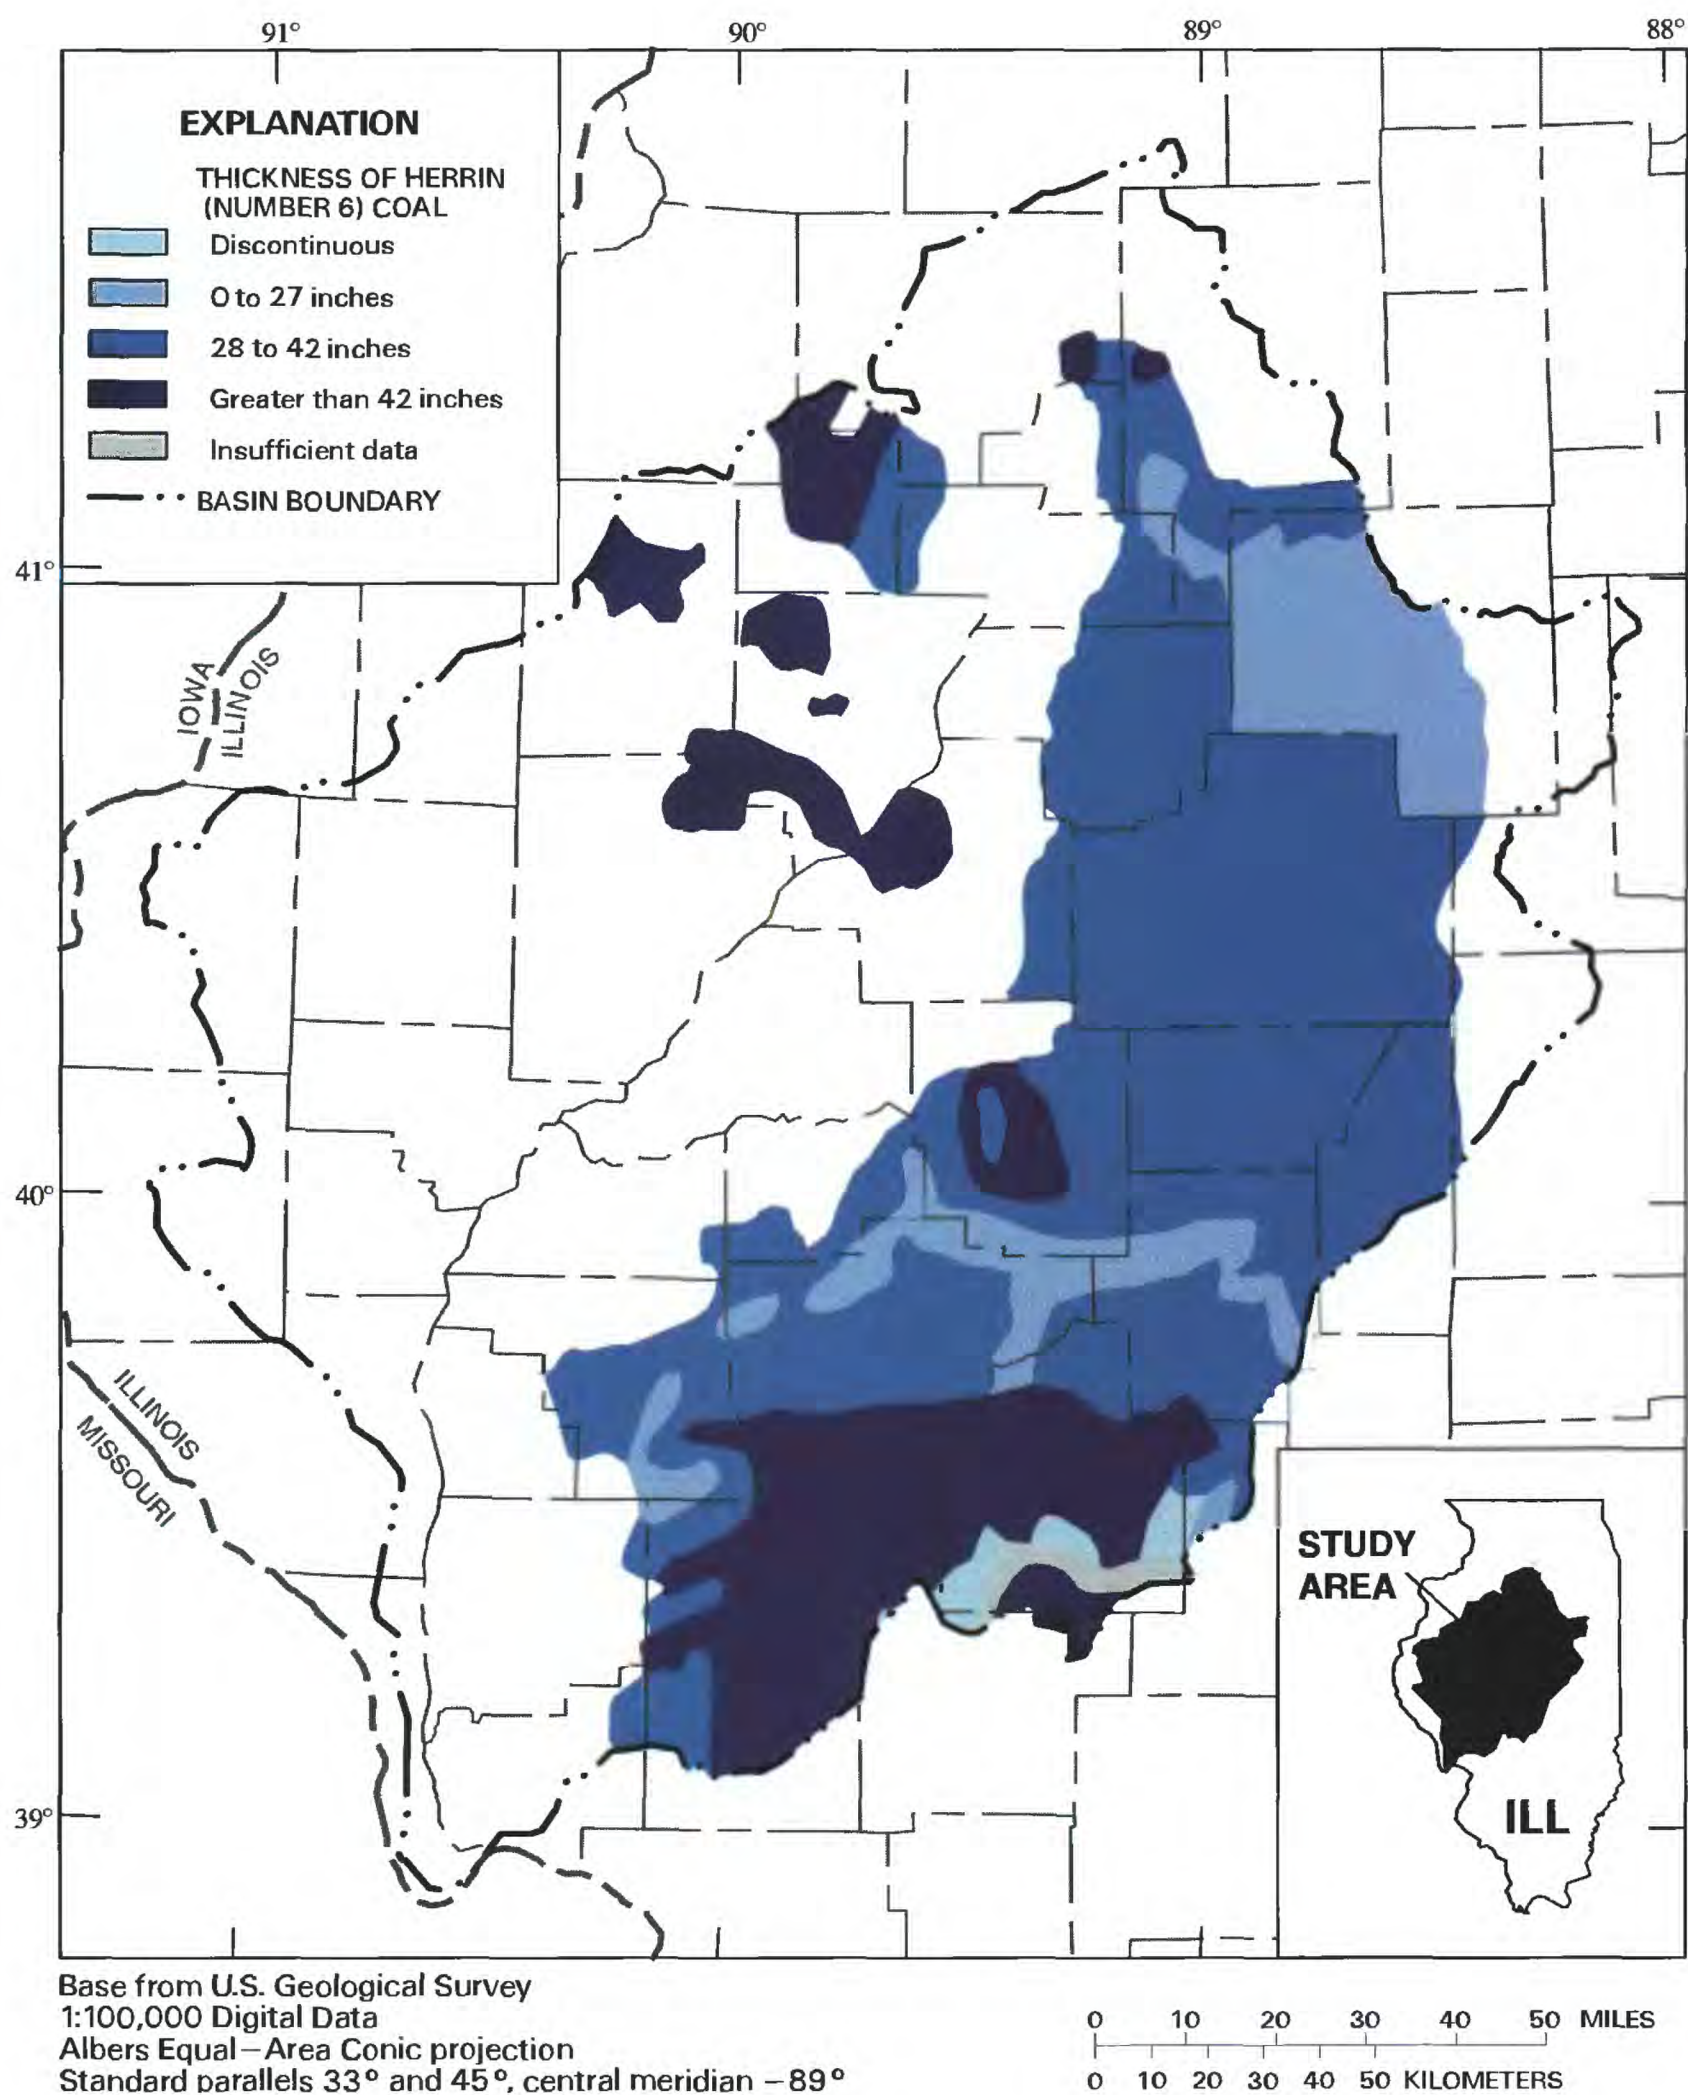 91° 90° 89° 88°
EXPLANATION
THICKNESS OF HERRIN
(NUMBER 6) COAL
Discontinuous
0 to 27 inches
28 to 42 inches
Greater than 42 inches
Insufficient data
BASIN BOUNDARY
41°
IOWA
ILLINOIS
40°
ILLINOIS
MISSOURI
STUDY
AREA
ILL
39°
Base from U.S. Geological Survey
1:100,000 Digital Data
Albers Equal—Area Conic projection
Standard parallels 33° and 45°, central meridian −89°
0 10 20 30 40 50 MILES
0 10 20 30 40 50 KILOMETERS